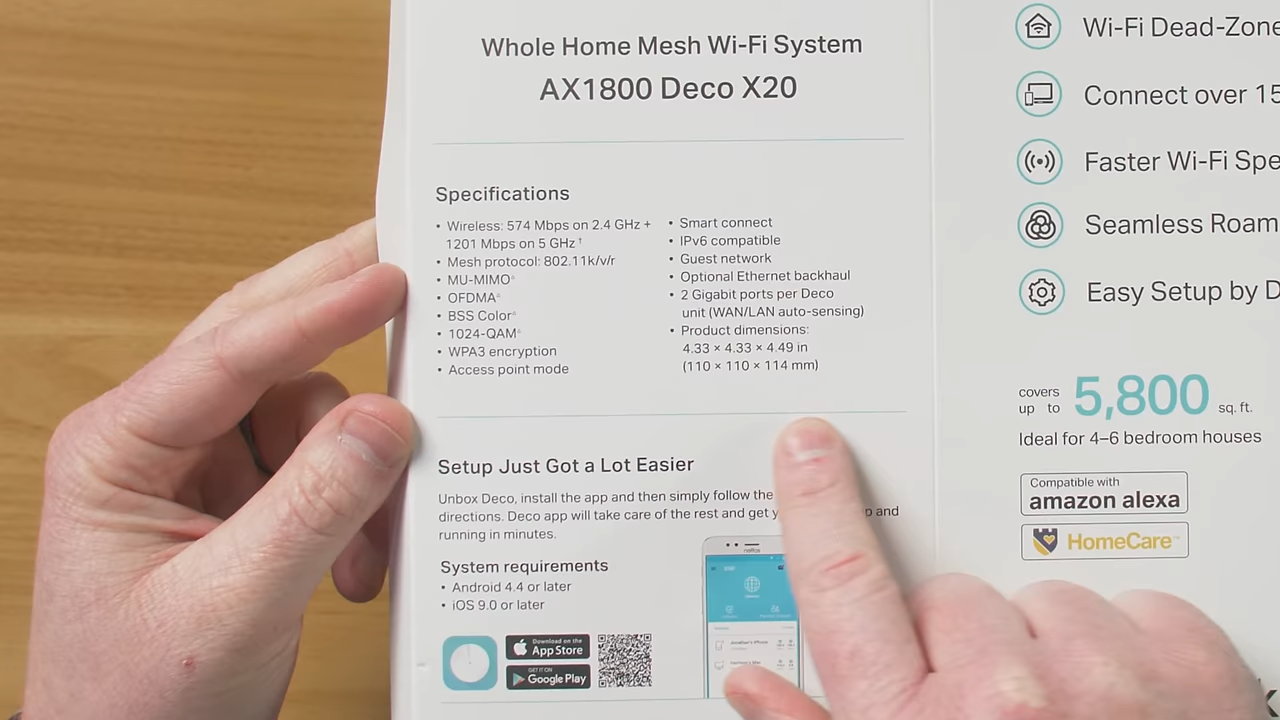 Whole Home Mesh Wi-Fi System
AX1800 Deco X20
Specifications
• Wireless: 574 Mbps on 2.4 GHz +
1201 Mbps on 5 GHz †
• Mesh protocol: 802.11k/v/r
• MU-MIMO
• OFDMA
• BSS Color
• 1024-QAM
• WPA3 encryption
• Access point mode
• Smart connect
• IPv6 compatible
• Guest network
• Optional Ethernet backhaul
• 2 Gigabit ports per Deco
unit (WAN/LAN auto-sensing)
• Product dimensions:
4.33 × 4.33 × 4.49 in
(110 × 110 × 114 mm)
Setup Just Got a Lot Easier
Unbox Deco, install the app and then simply follow the
directions. Deco app will take care of the rest and get and
running in minutes.
System requirements
• Android 4.4 or later
• iOS 9.0 or later
Download on the
App Store
GET IT ON
Google Play
neffos
Wi-Fi Dead-Zone
Connect over 15
Faster Wi-Fi Spe
Seamless Roam
Easy Setup by D
covers
up to
5,800
sq. ft.
Ideal for 4–6 bedroom houses
Compatible with
amazon alexa
HomeCare™